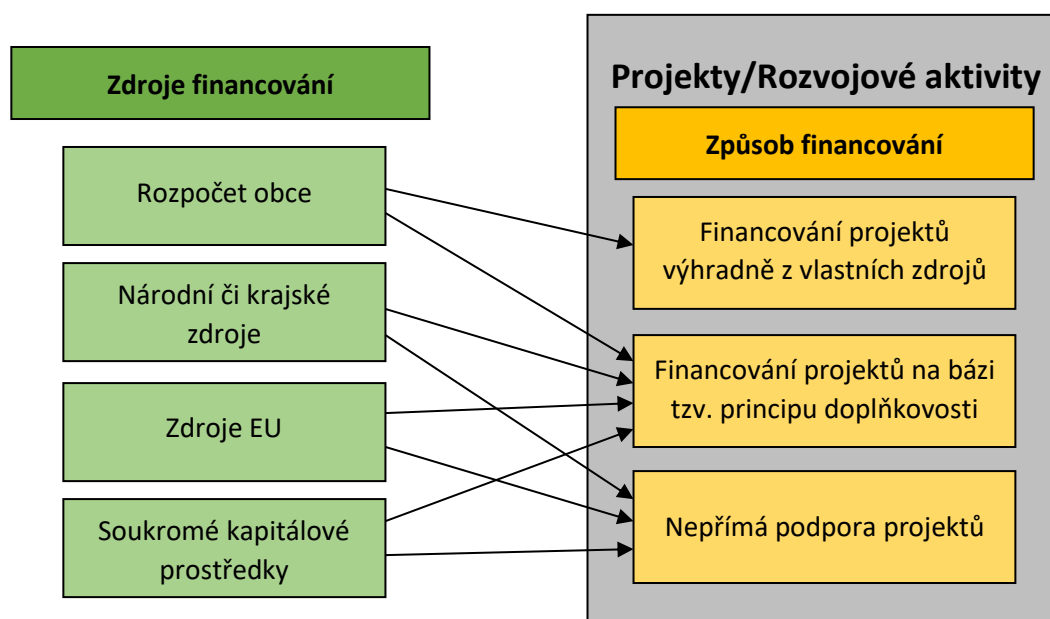 Zdroje financování
Rozpočet obce
Národní či krajské
zdroje
Zdroje EU
Soukromé kapitálové
prostředky
Projekty/Rozvojové aktivity
Způsob financování
Financování projektů
výhradně z vlastních zdrojů
Financování projektů na bázi
tzv. principu doplňkovosti
Nepřímá podpora projektů